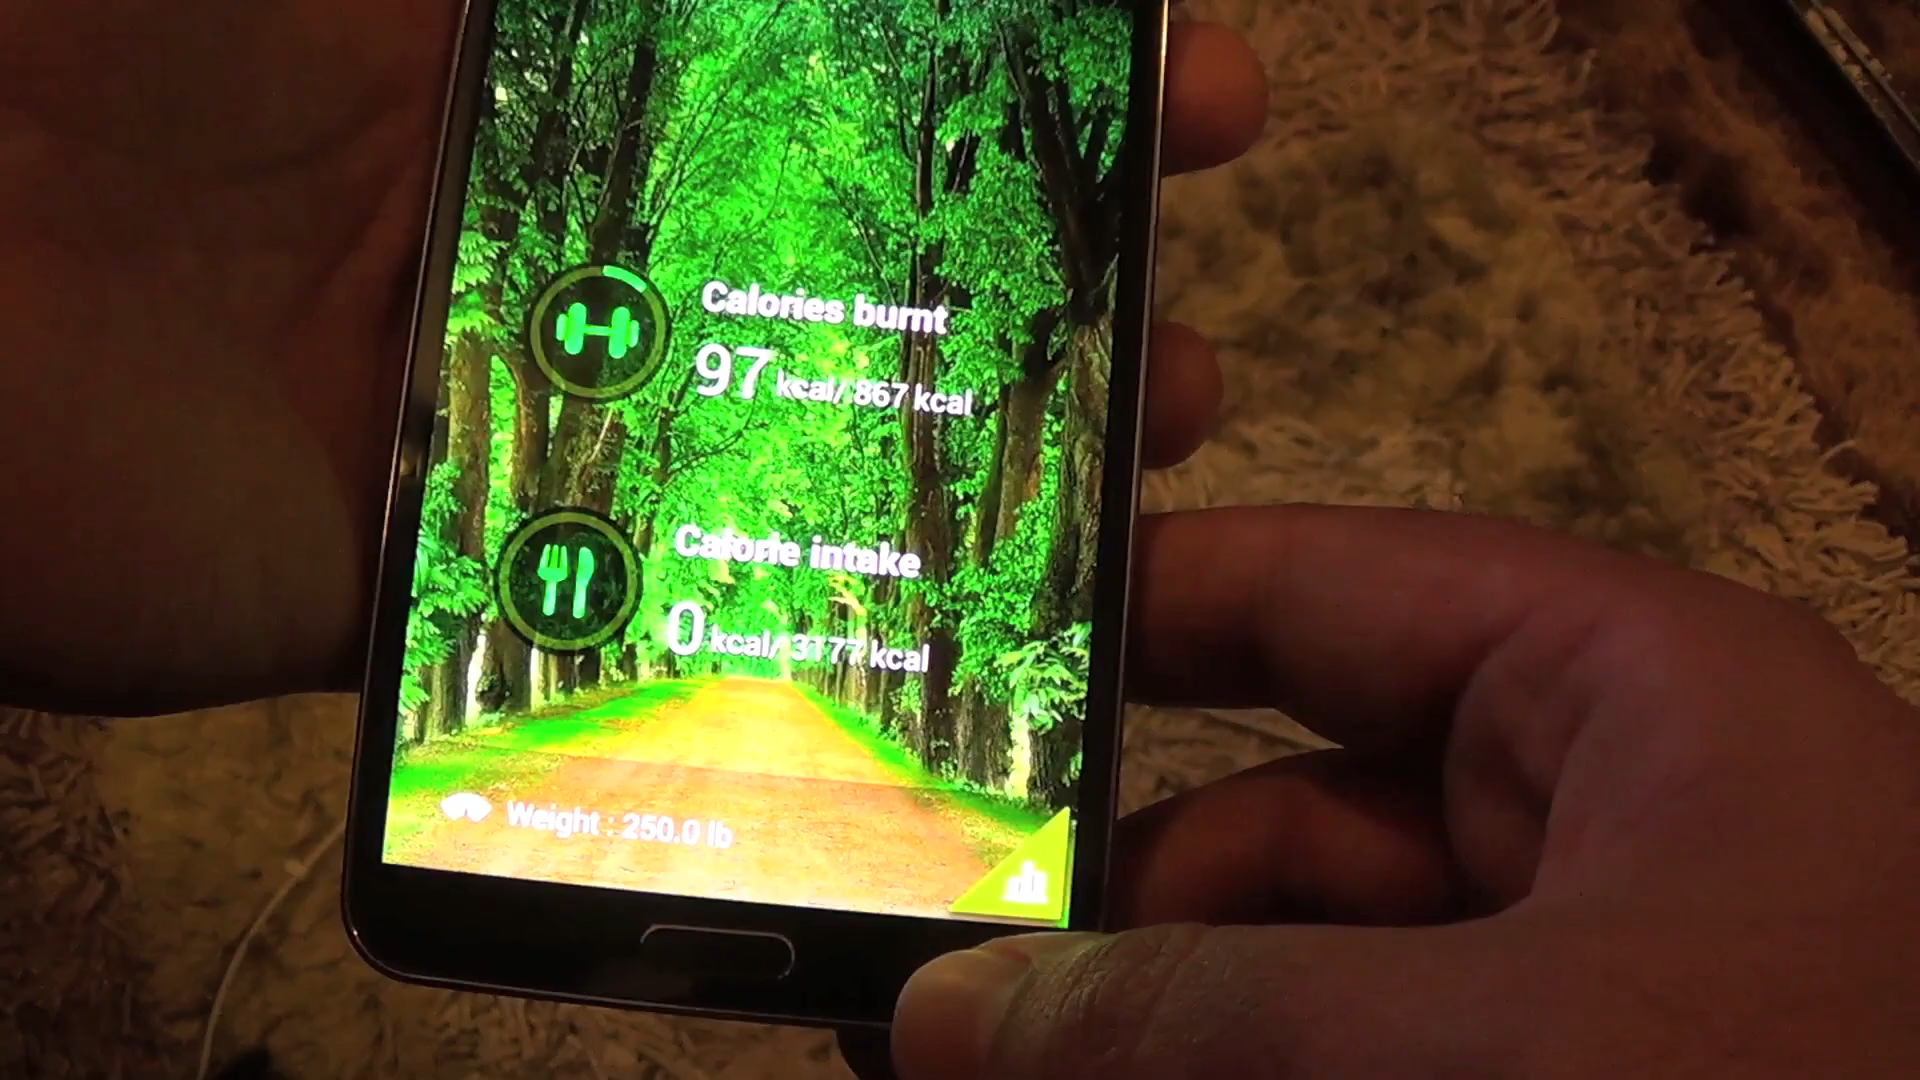 Calories burnt
97 kcal/ 867 kcal
Calorie intake
0 kcal/ 3177 kcal
Weight : 250.0 lb